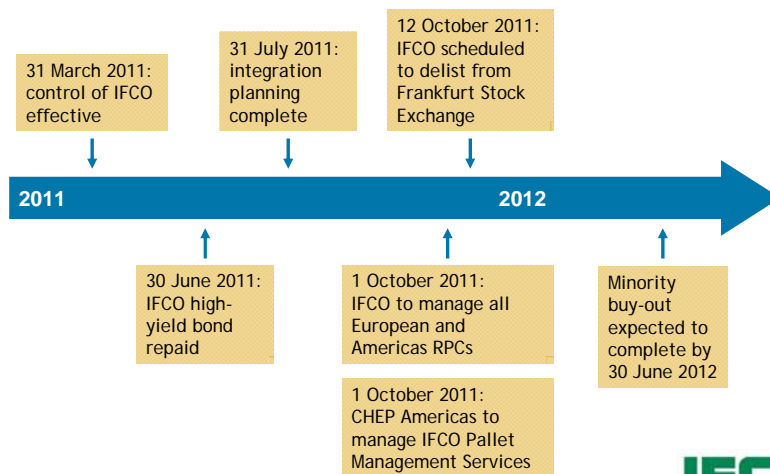 31 March 2011:
control of IFCO
effective
31 July 2011:
integration
planning
complete
12 October 2011:
IFCO scheduled
to delist from
Frankfurt Stock
Exchange
2011
2012
30 June 2011:
IFCO high-
yield bond
repaid
1 October 2011:
IFCO to manage all
European and
Americas RPCs
Minority
buy-out
expected to
complete by
30 June 2012
1 October 2011:
CHEP Americas to
manage IFCO Pallet
Management Services